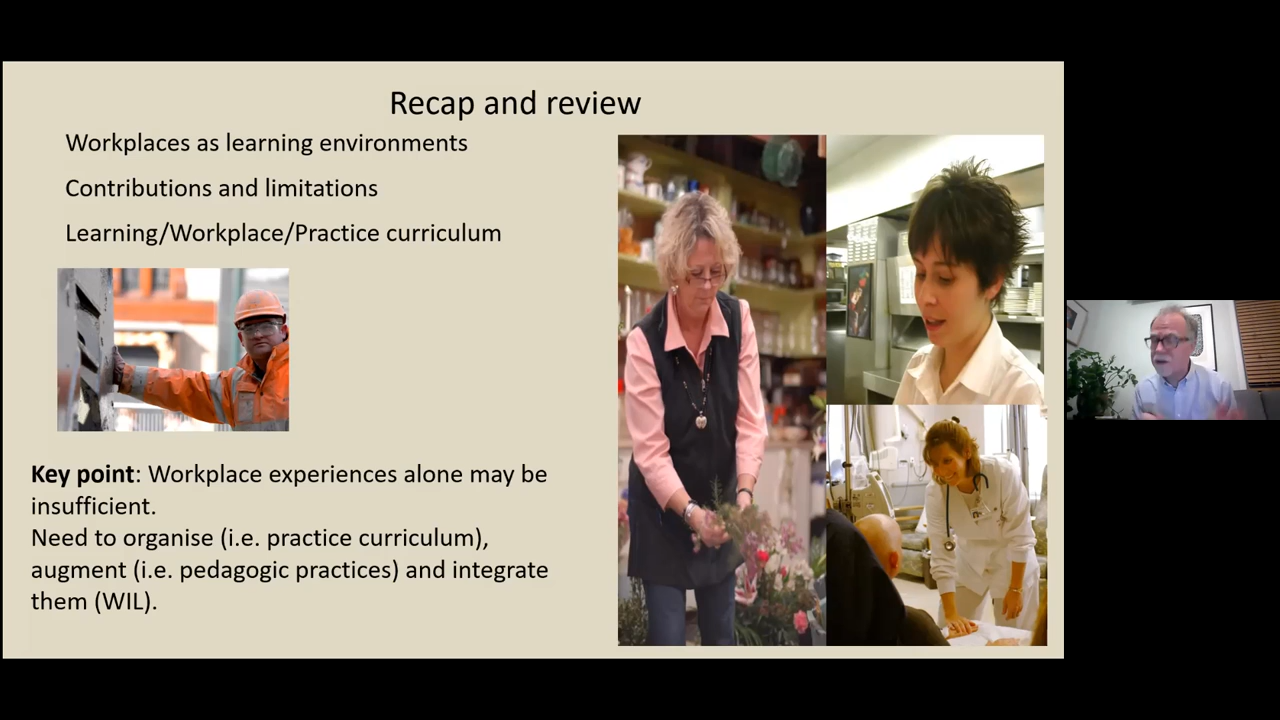 Recap and review
Workplaces as learning environments
Contributions and limitations
Learning/Workplace/Practice curriculum
Key point: Workplace experiences alone may be
insufficient.
Need to organise (i.e. practice curriculum),
augment (i.e. pedagogic practices) and integrate
them (WIL).